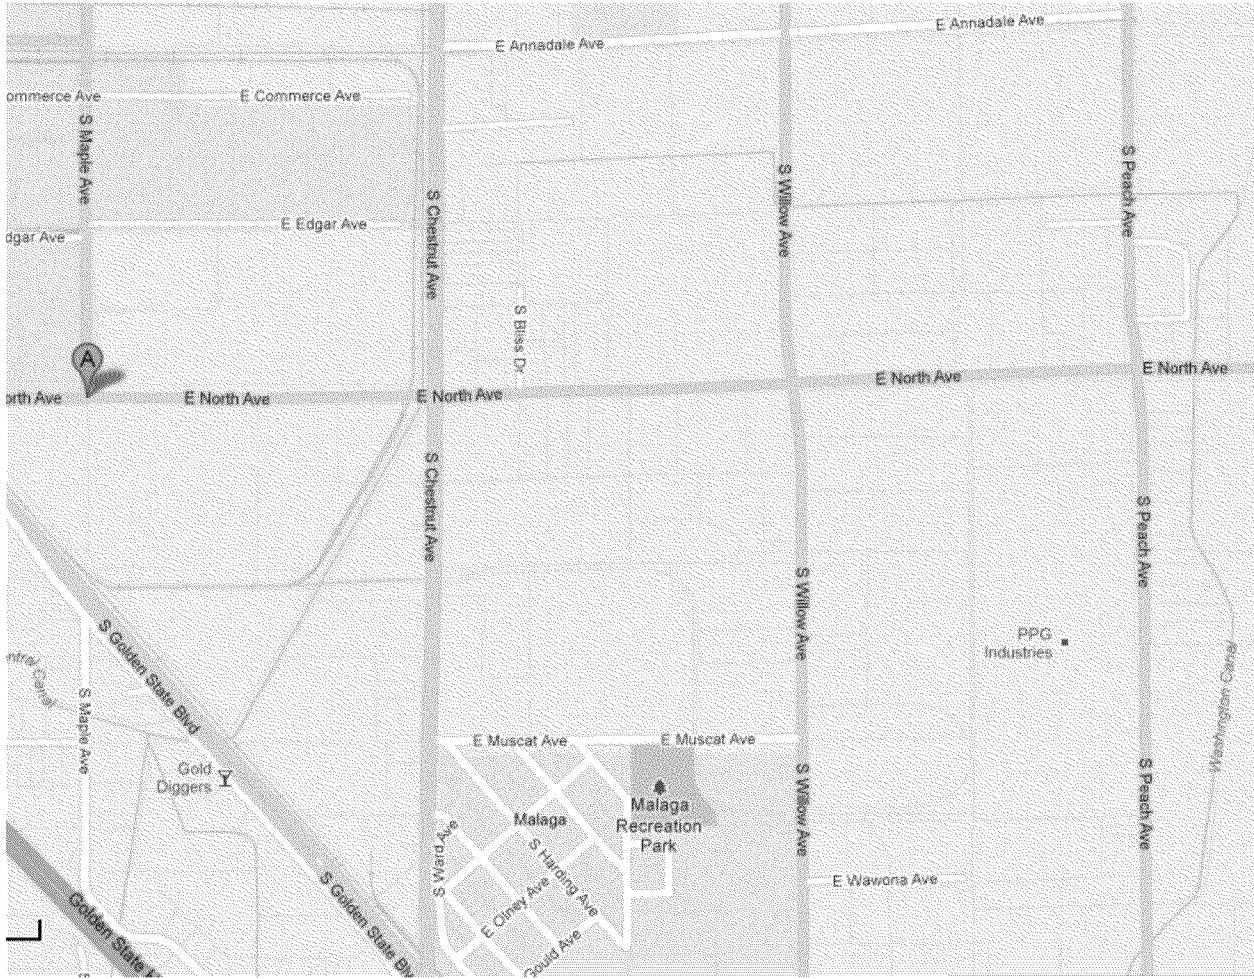 E Annadale Ave
E Annadale Ave
ommerce Ave
E Commerce Ave
S Maple Ave
S Chestnut Ave
S Willow Ave
S Peach Ave
E Edgar Ave
dgar Ave
S Bliss Dr
A
orth Ave
E North Ave
E North Ave
E North Ave
E North Ave
S Chestnut Ave
S Peach Ave
S Willow Ave
PPG
Industries
S Golden State Blvd
entral Canal
S Maple Ave
Washington Canal
E Muscat Ave
E Muscat Ave
Gold
Diggers
S Willow Ave
S Peach Ave
Malaga
Malaga
Recreation
Park
S Ward Ave
S Harding Ave
E Olney Ave
E Wawona Ave
S Golden State Blv
Gould Ave
Golden State